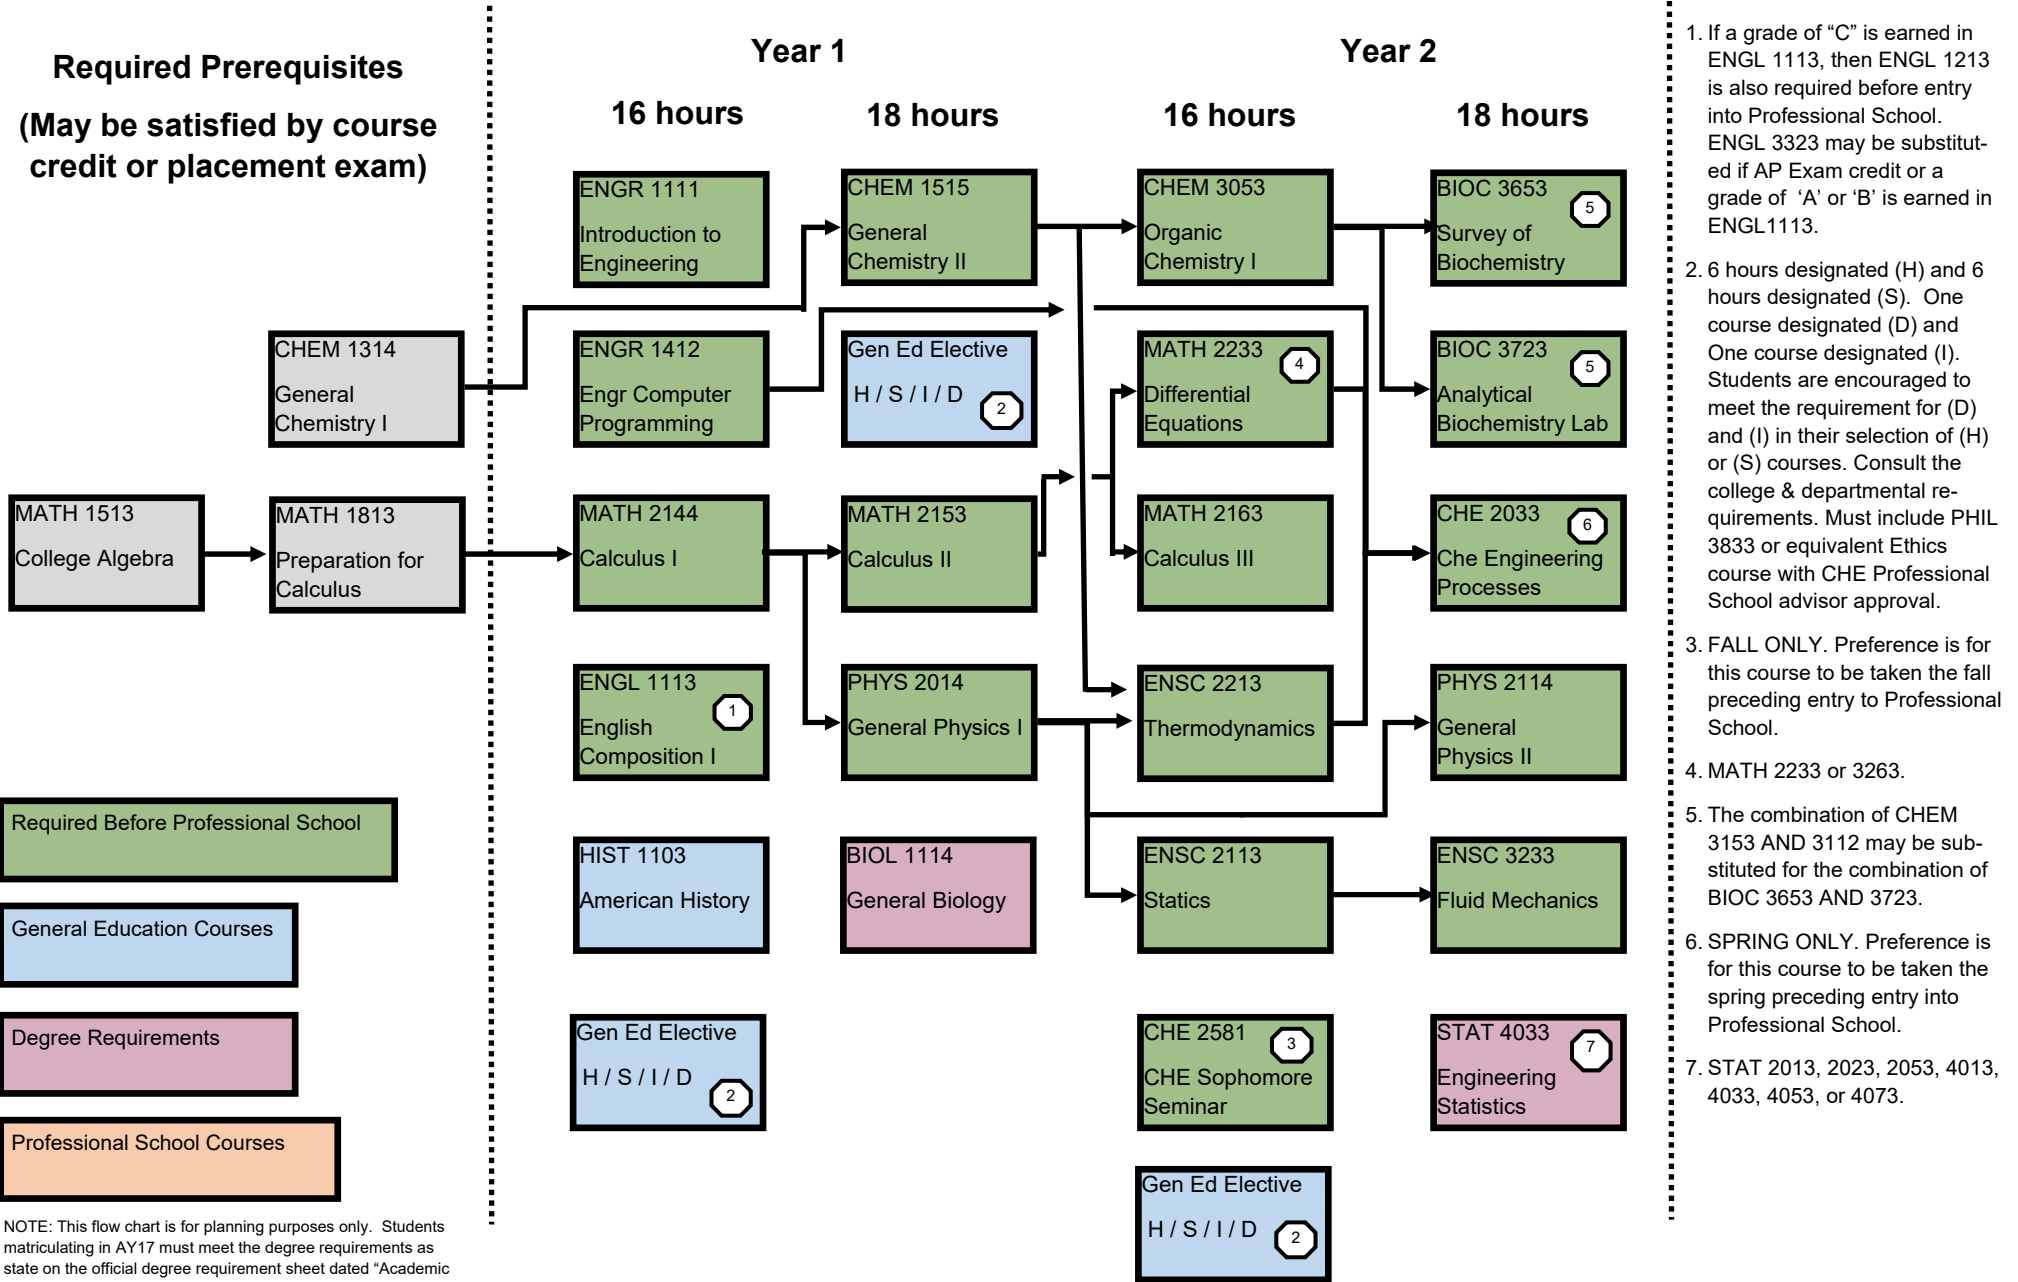 Required Prerequisites
(May be satisfied by course
credit or placement exam)
Year 1
Year 2
16 hours
18 hours
16 hours
18 hours
CHEM 1314
General
Chemistry I
MATH 1513
College Algebra
MATH 1813
Preparation for
Calculus
ENGR 1111
Introduction to
Engineering
ENGR 1412
Engr Computer
Programming
MATH 2144
Calculus I
ENGL 1113
1
English
Composition I
HIST 1103
American History
Gen Ed Elective
H / S / I / D
2
CHEM 1515
General
Chemistry II
Gen Ed Elective
H / S / I / D
2
MATH 2153
Calculus II
PHYS 2014
General Physics I
BIOL 1114
General Biology
CHEM 3053
Organic
Chemistry I
MATH 2233
4
Differential
Equations
MATH 2163
Calculus III
ENSC 2213
Thermodynamics
ENSC 2113
Statics
CHE 2581
3
CHE Sophomore
Seminar
Gen Ed Elective
H / S / I / D
2
BIOC 3653
5
Survey of
Biochemistry
BIOC 3723
5
Analytical
Biochemistry Lab
CHE 2033
6
Che Engineering
Processes
PHYS 2114
General
Physics II
ENSC 3233
Fluid Mechanics
STAT 4033
7
Engineering
Statistics
Required Before Professional School
General Education Courses
Degree Requirements
Professional School Courses
NOTE: This flow chart is for planning purposes only.  Students
matriculating in AY17 must meet the degree requirements as
state on the official degree requirement sheet dated “Academic
1. If a grade of “C” is earned in
ENGL 1113, then ENGL 1213
is also required before entry
into Professional School.
ENGL 3323 may be substitut-
ed if AP Exam credit or a
grade of  ‘A’ or ‘B’ is earned in
ENGL1113.
2. 6 hours designated (H) and 6
hours designated (S).  One
course designated (D) and
One course designated (I).
Students are encouraged to
meet the requirement for (D)
and (I) in their selection of (H)
or (S) courses. Consult the
college & departmental re-
quirements. Must include PHIL
3833 or equivalent Ethics
course with CHE Professional
School advisor approval.
3. FALL ONLY. Preference is for
this course to be taken the fall
preceding entry to Professional
School.
4. MATH 2233 or 3263.
5. The combination of CHEM
3153 AND 3112 may be sub-
stituted for the combination of
BIOC 3653 AND 3723.
6. SPRING ONLY. Preference is
for this course to be taken the
spring preceding entry into
Professional School.
7. STAT 2013, 2023, 2053, 4013,
4033, 4053, or 4073.